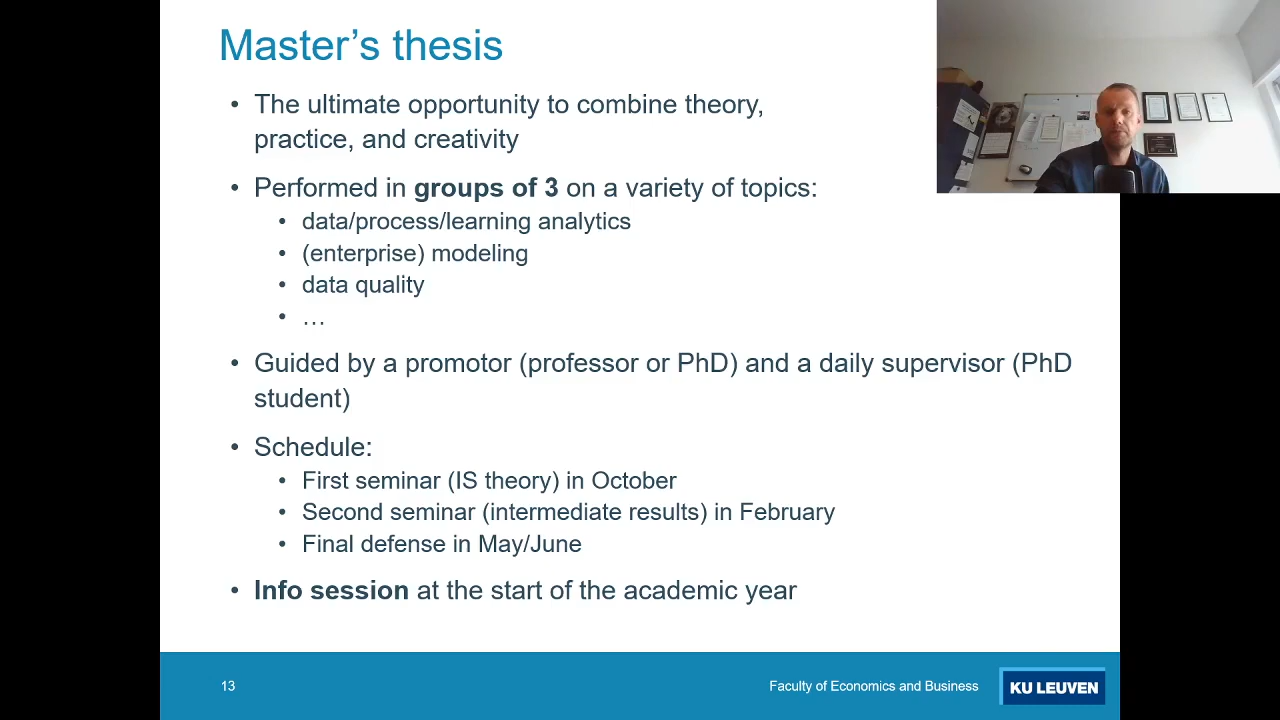 Master's thesis
• The ultimate opportunity to combine theory,
practice, and creativity
• Performed in groups of 3 on a variety of topics:
• data/process/learning analytics
• (enterprise) modeling
• data quality
• …
• Guided by a promotor (professor or PhD) and a daily supervisor (PhD
student)
• Schedule:
• First seminar (IS theory) in October
• Second seminar (intermediate results) in February
• Final defense in May/June
• Info session at the start of the academic year
13
Faculty of Economics and Business
KU LEUVEN